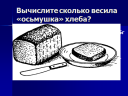 Вычислите сколько весила
«осьмушка» хлеба?